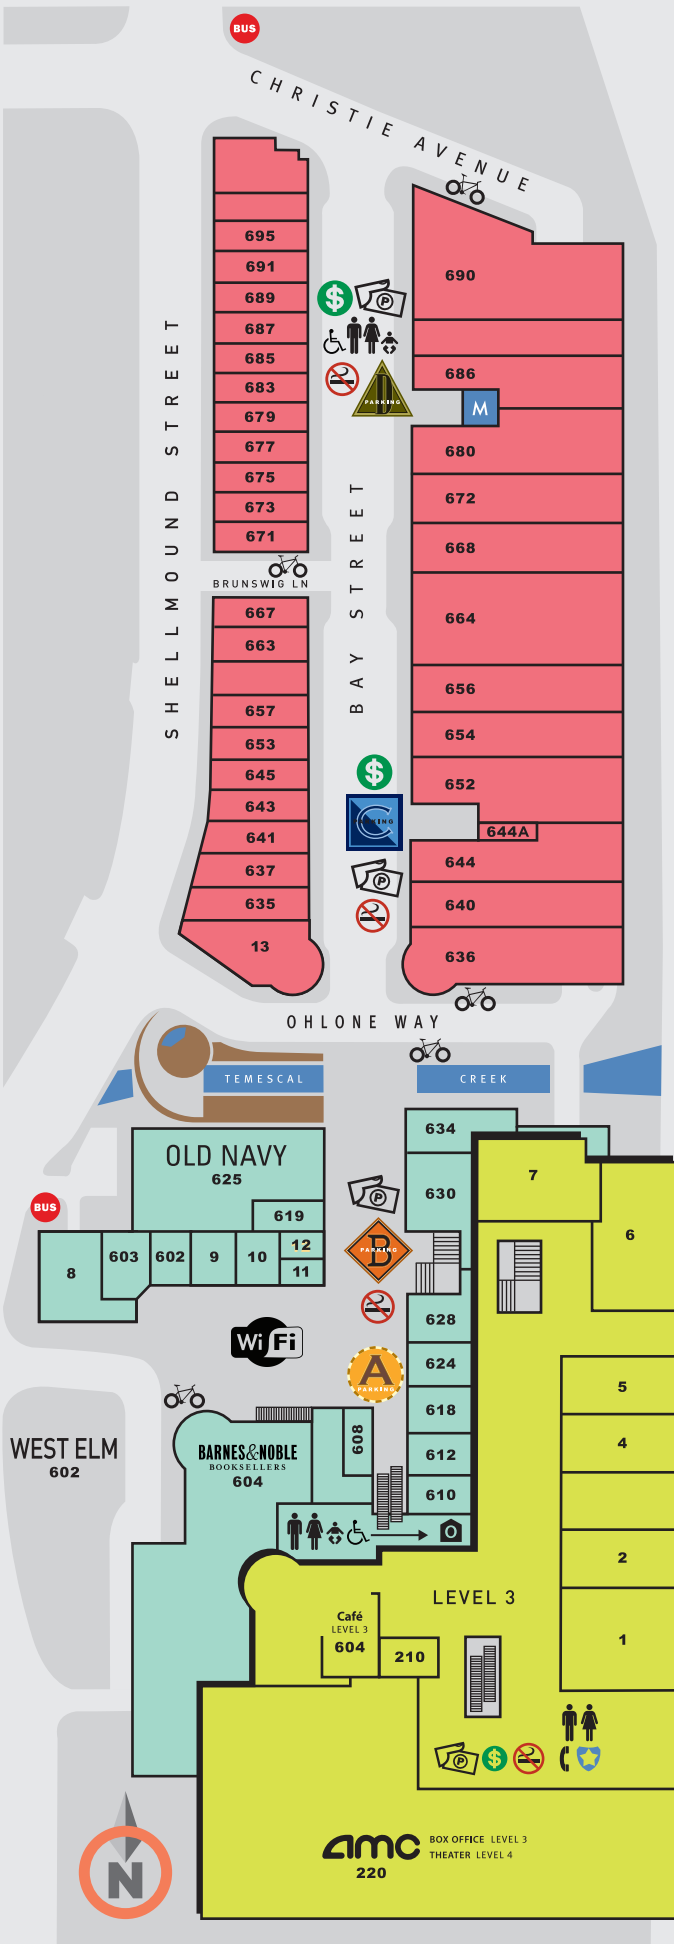 BUS
CHRISTIE AVENUE
695
691
689
687
685
683
679
677
675
673
671
690
686
M
680
672
668
664
656
654
652
644A
644
640
636
$
P
D
PARKING
SHELLMOUND STREET
BAY STREET
BRUNSWIG LN
667
663
657
653
645
643
641
637
635
13
$
C
PARKING
P
OHLONE WAY
TEMESCAL
CREEK
OLD NAVY
625
619
BUS
8
603
602
9
10
12
11
P
B
PARKING
634
630
628
624
618
612
610
7
6
5
4
2
1
Wi Fi
A
PARKING
WEST ELM
602
BARNES&NOBLE
BOOKSELLERS
604
608
O
LEVEL 3
Café
LEVEL 3
604
210
P
$
amc
220
BOX OFFICE LEVEL 3
THEATER LEVEL 4
N